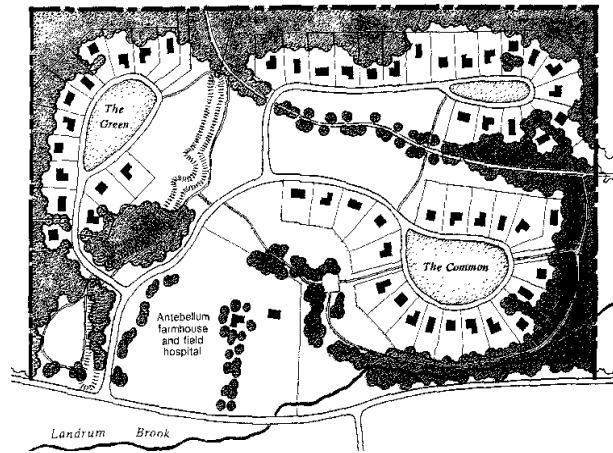 The
Green
The Common
Antebellum
farmhouse
and field
hospital
Landrum Brook